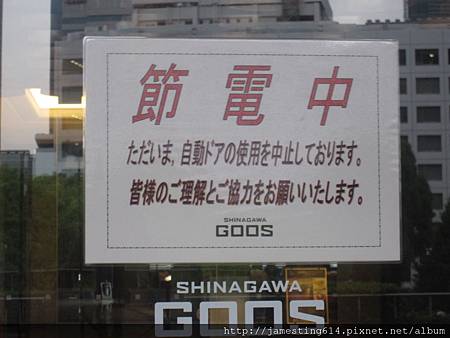 節電中
ただいま、自動ドアの使用を中止しております。
皆様のご理解とご協力をお願いいたします。
SHINAGAWA
GOOS
SHINAGAWA
GOOS
http://jamesting614.pixnet.net/album